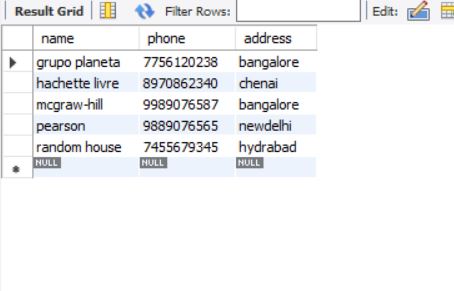 Result Grid Filter Rows: Edit:
name phone address
grupo planeta 7756120238 bangalore
hachette livre 8970862340 chenai
mcgraw-hill 9989076587 bangalore
pearson 9889076565 newdelhi
random house 7455679345 hydrabad
NULL NULL NULL